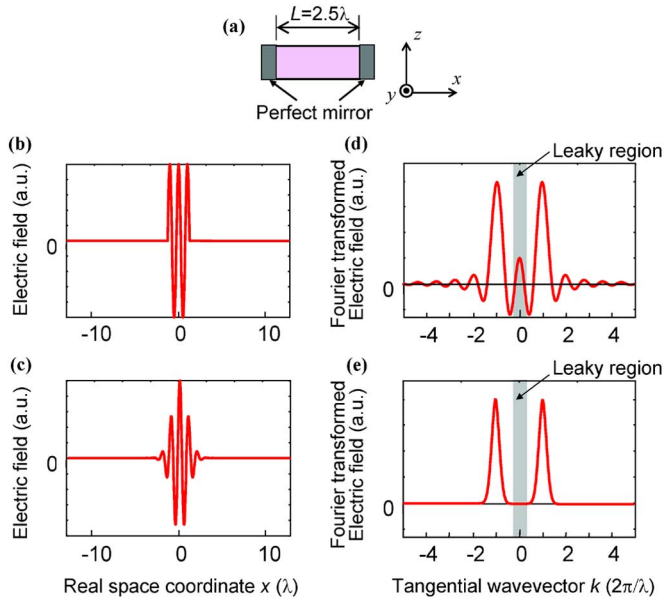 L=2.5λ
(a)
z
y
x
Perfect mirror
(b)
Electric field (a.u.)
0
-10
0
10
(d)
Fourier transformed
Electric field (a.u.)
0
Leaky region
-4
-2
0
2
4
(c)
Electric field (a.u.)
0
-10
0
10
Real space coordinate x (λ)
(e)
Fourier transformed
Electric field (a.u.)
0
Leaky region
-4
-2
0
2
4
Tangential wavevector k (2π/λ)